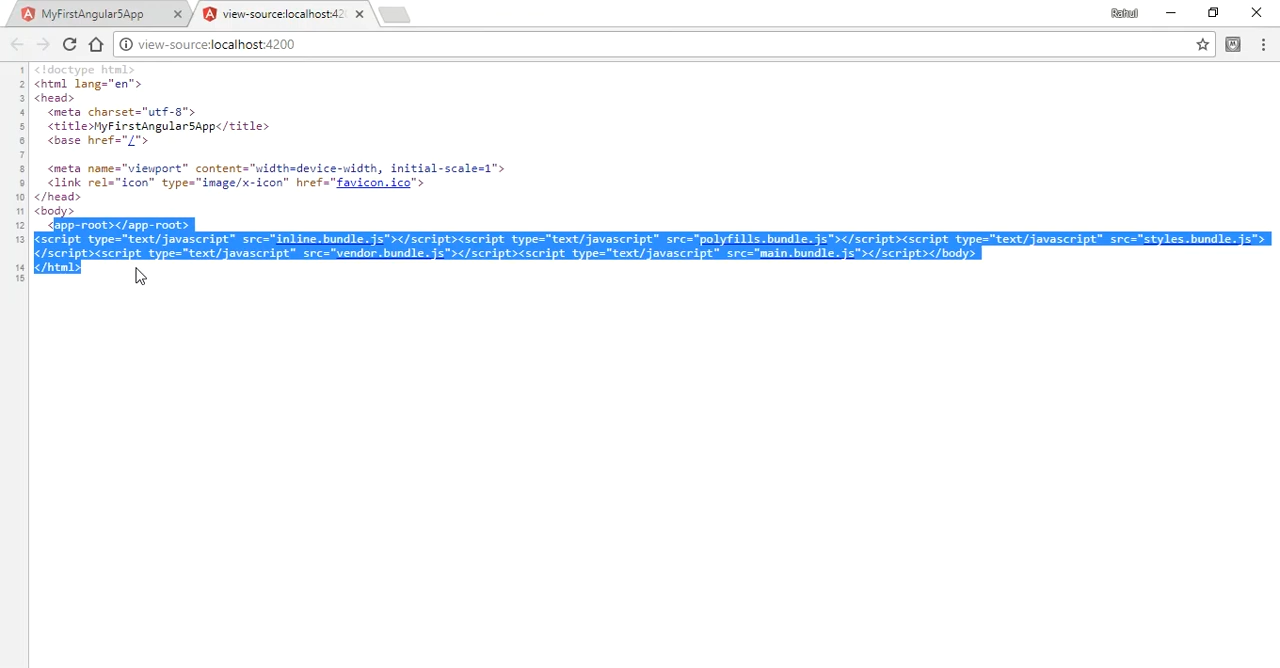 MyFirstAngular5App
view-source:localhost:42
Rahul
view-source:localhost:4200
1 <!doctype html>
2 <html lang="en">
3 <head>
4 <meta charset="utf-8">
5 <title>MyFirstAngular5App</title>
6 <base href="/">
7
8 <meta name="viewport" content="width=device-width, initial-scale=1">
9 <link rel="icon" type="image/x-icon" href="favicon.ico">
10 </head>
11 <body>
12 <app-root></app-root>
13 <script type="text/javascript" src="inline.bundle.js"></script><script type="text/javascript" src="polyfills.bundle.js"></script><script type="text/javascript" src="styles.bundle.js">
</script><script type="text/javascript" src="vendor.bundle.js"></script><script type="text/javascript" src="main.bundle.js"></script></body>
14 </html>
15